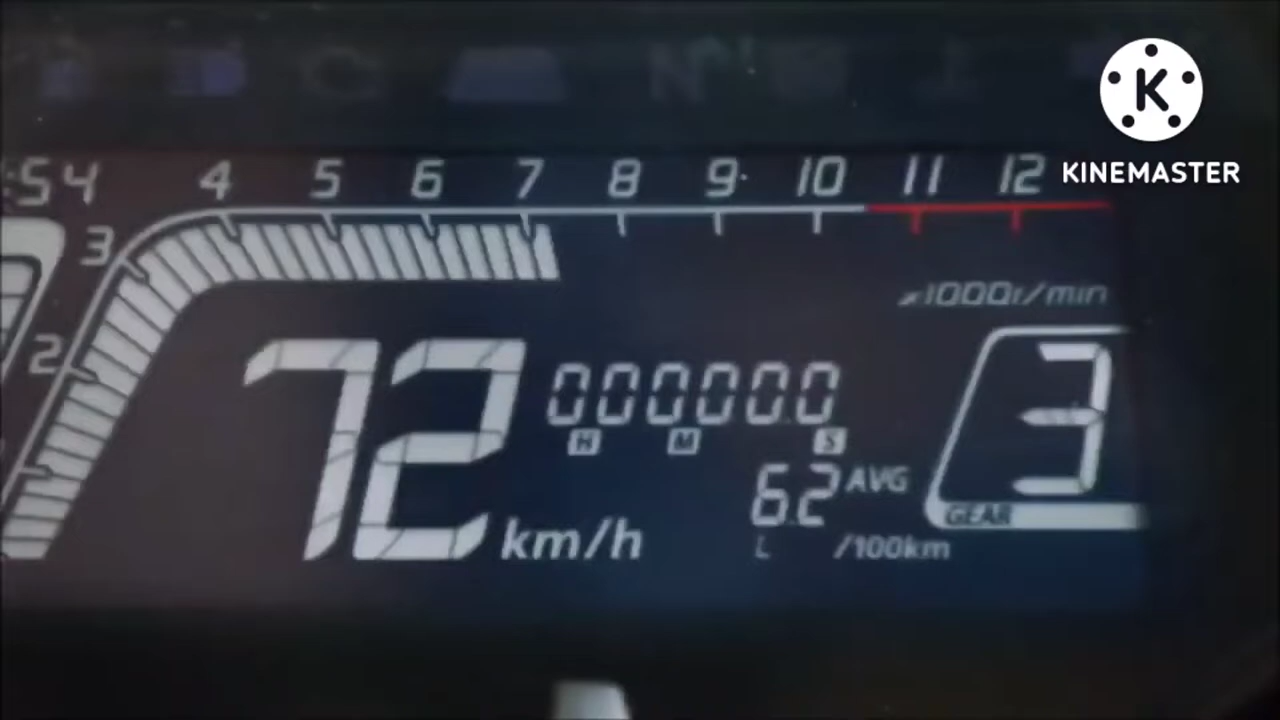 K
KINEMASTER
:54 4 5 6 7 8 9 10 11 12
3
x1000r/min
2
72 km/h
000000
H M S
6.2 AVG
L /100km
3
GEAR